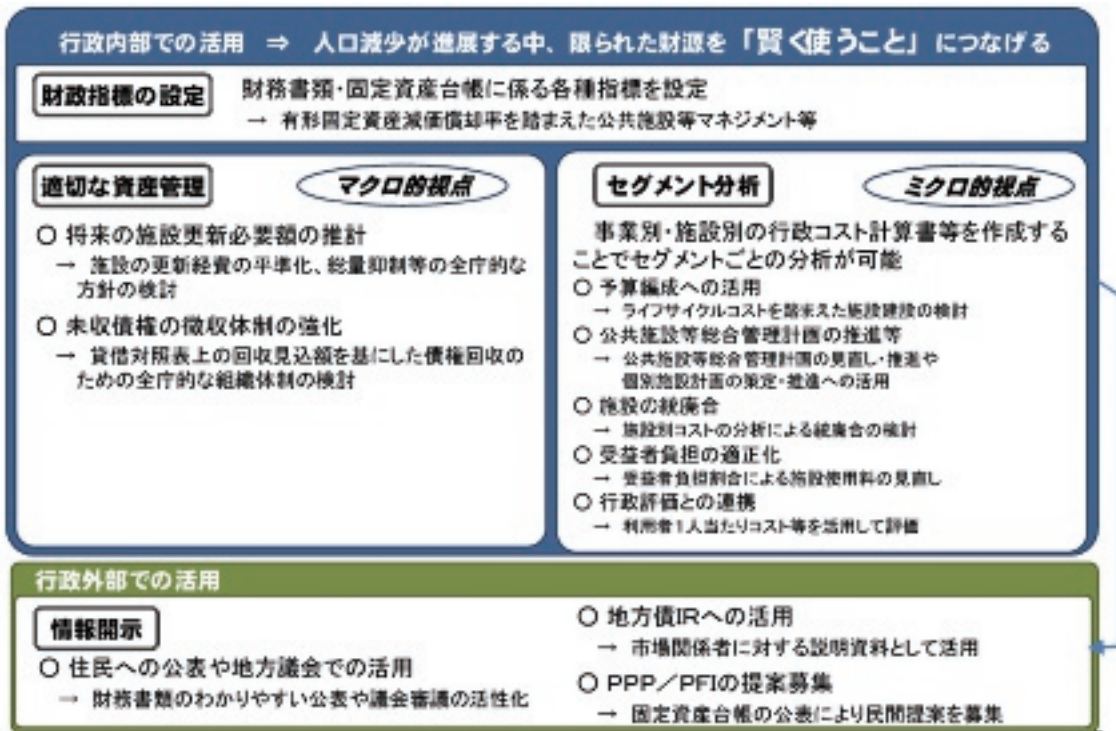 行政内部での活用 ⇒ 人口減少が進展する中、限られた財源を「賢く使うこと」につなげる
財政指標の設定
財務書類・固定資産台帳に係る各種指標を設定
→ 有形固定資産減価償却率を踏まえた公共施設等マネジメント等
適切な資産管理
マクロ的視点
○ 将来の施設更新必要額の推計
→ 施設の更新経費の平準化、総量抑制等の全庁的な
方針の検討
○ 未収債権の徴収体制の強化
→ 貸借対照表上の回収見込額を基にした債権回収の
ための全庁的な組織体制の検討
セグメント分析
ミクロ的視点
事業別・施設別の行政コスト計算書等を作成する
ことでセグメントごとの分析が可能
○ 予算編成への活用
→ ライフサイクルコストを踏まえた施設建設の検討
○ 公共施設等総合管理計画の推進等
→ 公共施設等総合管理計画の見直し・推進や
個別施設計画の策定・推進への活用
○ 施設の統廃合
→ 施設別コストの分析による統廃合の検討
○ 受益者負担の適正化
→ 受益者負担割合による施設使用料の見直し
○ 行政評価との連携
→ 利用者1人当たりコスト等を活用して評価
行政外部での活用
情報開示
○ 住民への公表や地方議会での活用
→ 財務書類のわかりやすい公表や議会審議の活性化
○ 地方債IRへの活用
→ 市場関係者に対する説明資料として活用
○ PPP/PFIの提案募集
→ 固定資産台帳の公表により民間提案を募集